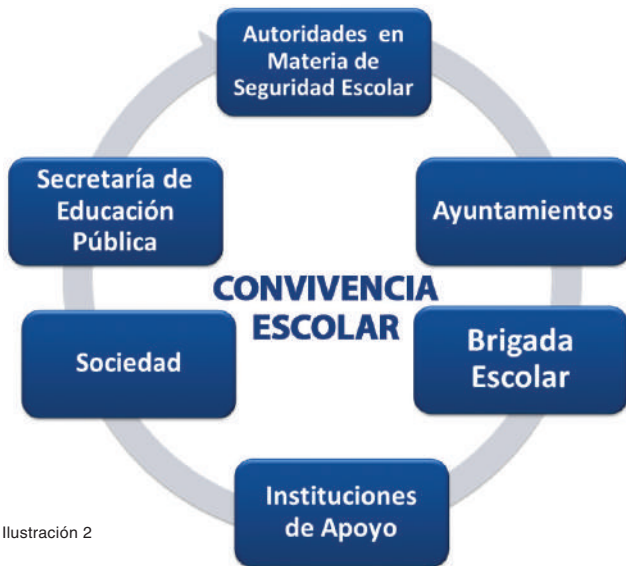 Autoridades en
Materia de
Seguridad Escolar
Secretaría de
Educación
Pública
Ayuntamientos
CONVIVENCIA
ESCOLAR
Sociedad
Brigada
Escolar
Instituciones
de Apoyo
Ilustración 2